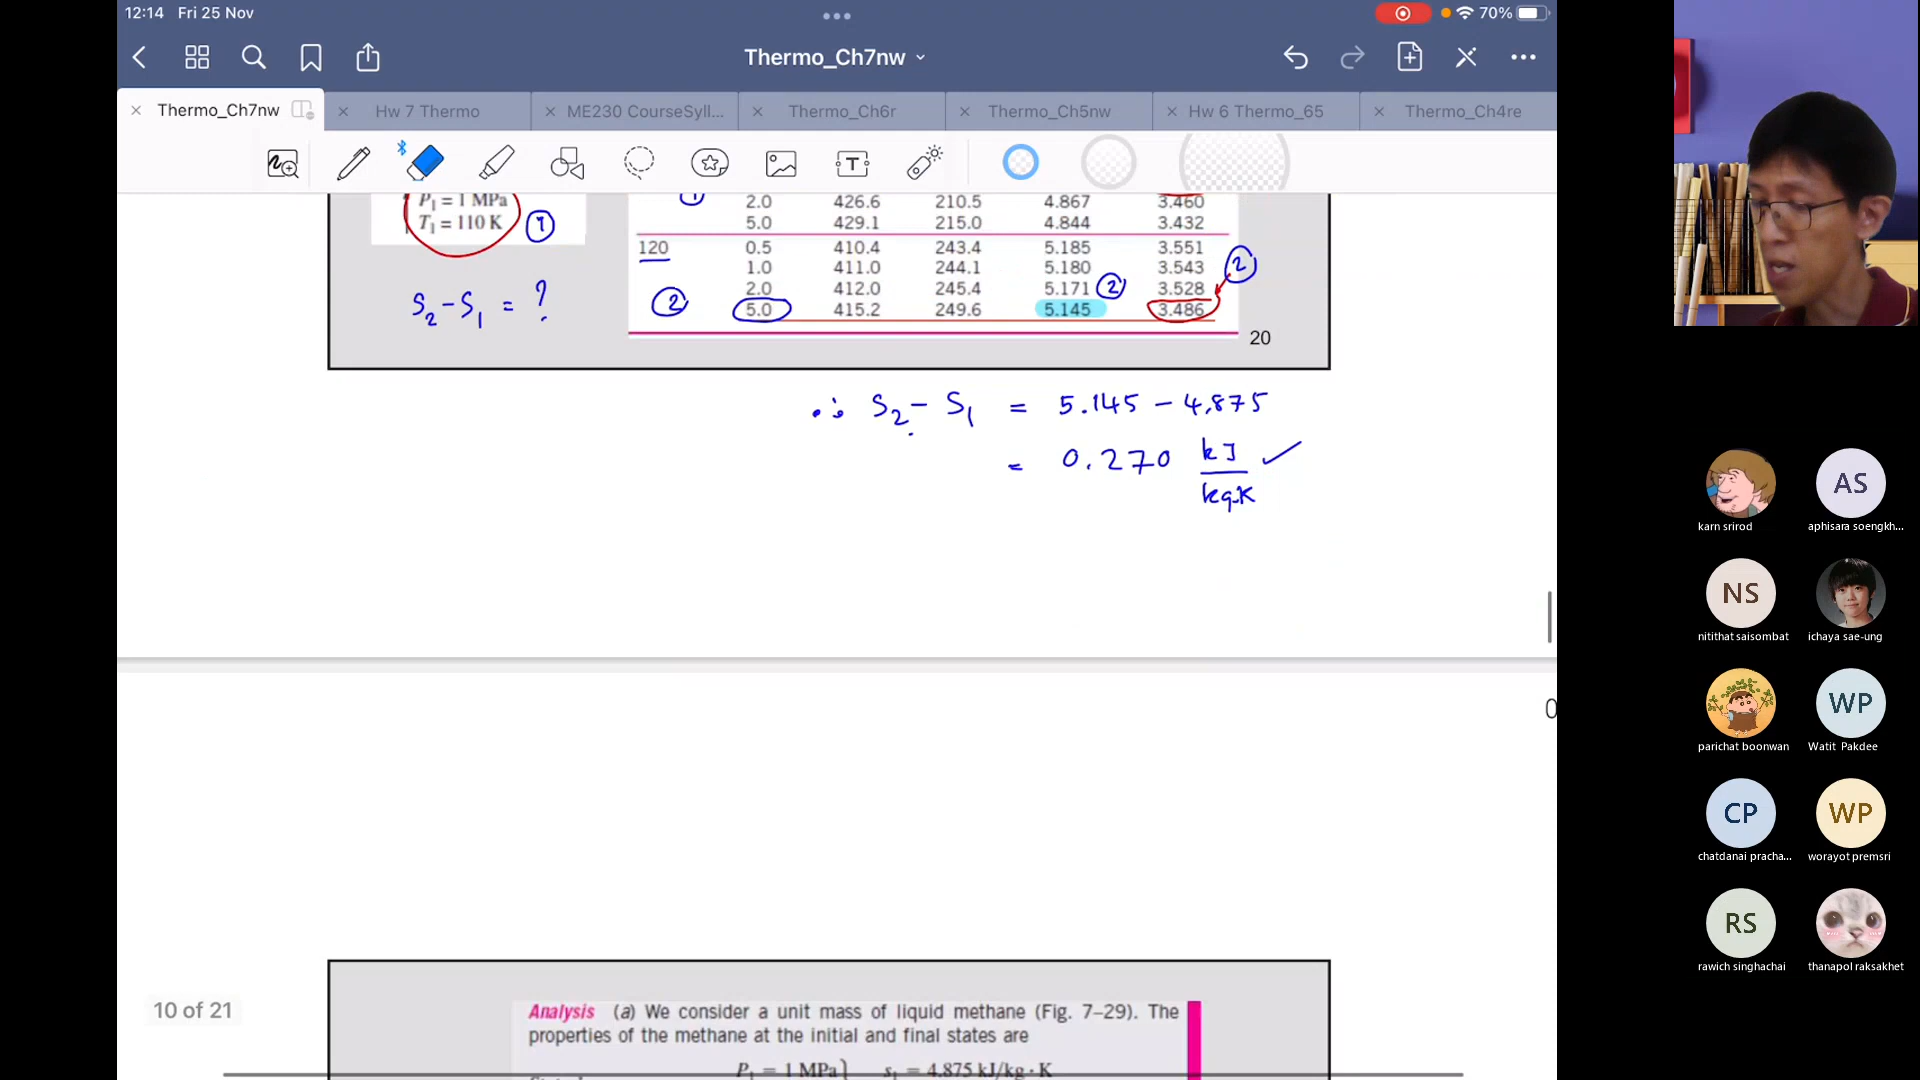 12:14 Fri 25 Nov
70%
Thermo_Ch7nw
Thermo_Ch7nw
Hw 7 Thermo
ME230 CourseSyll...
Thermo_Ch6r
Thermo_Ch5nw
Hw 6 Thermo_65
Thermo_Ch4re
P₁ = 1 MPa
T₁ = 110 K
1
S₂ - S₁ = ?
2.0 426.6 210.5 4.867 3.460
5.0 429.1 215.0 4.844 3.432
120 0.5 410.4 243.4 5.185 3.551
1.0 411.0 244.1 5.180 3.543
2.0 412.0 245.4 5.171 3.528
5.0 415.2 249.6 5.145 3.486
2
2
2
20
∴ S₂ - S₁ = 5.145 - 4.875
= 0.270 kJ/kg.K ✓
0
10 of 21
Analysis (a) We consider a unit mass of liquid methane (Fig. 7–29). The
properties of the methane at the initial and final states are
P₁ = 1 MPa} s₁ = 4.875 kJ/kg · K
karn srirod
AS
aphisara soengkh...
NS
nitithat saisombat
ichaya sae-ung
parichat boonwan
WP
Watit Pakdee
CP
chatdanai pracha...
WP
worayot premsri
RS
rawich singhachai
thanapol raksakhet